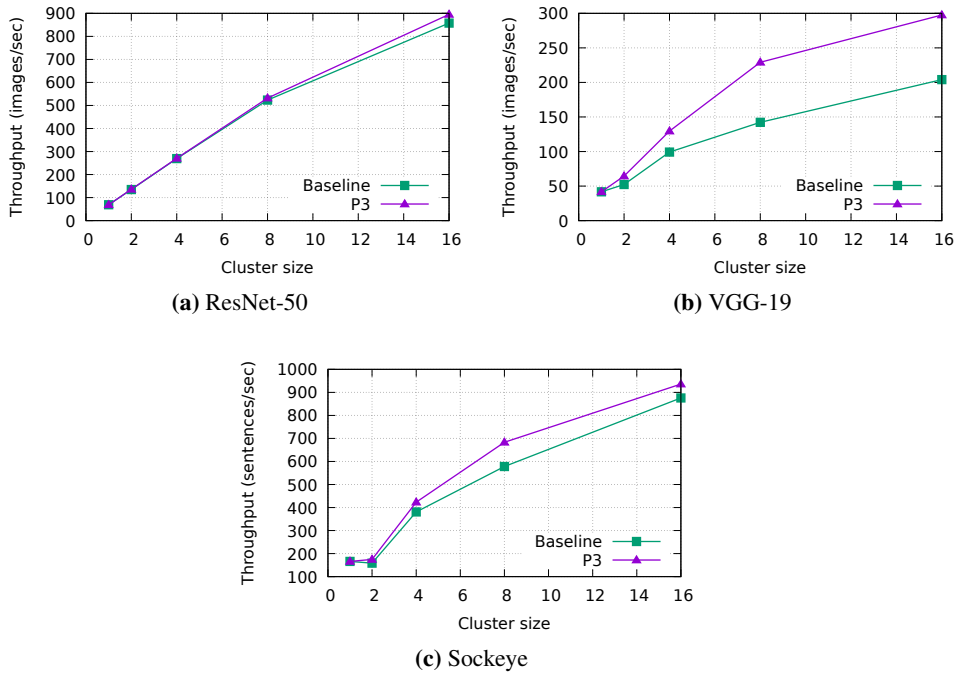 900
800
700
600
500
400
300
200
100
0
Throughput (images/sec)
Baseline
P3
0 2 4 6 8 10 12 14 16
Cluster size
(a) ResNet-50
300
250
200
150
100
50
0
Throughput (images/sec)
Baseline
P3
0 2 4 6 8 10 12 14 16
Cluster size
(b) VGG-19
1000
900
800
700
600
500
400
300
200
100
Throughput (sentences/sec)
Baseline
P3
0 2 4 6 8 10 12 14 16
Cluster size
(c) Sockeye